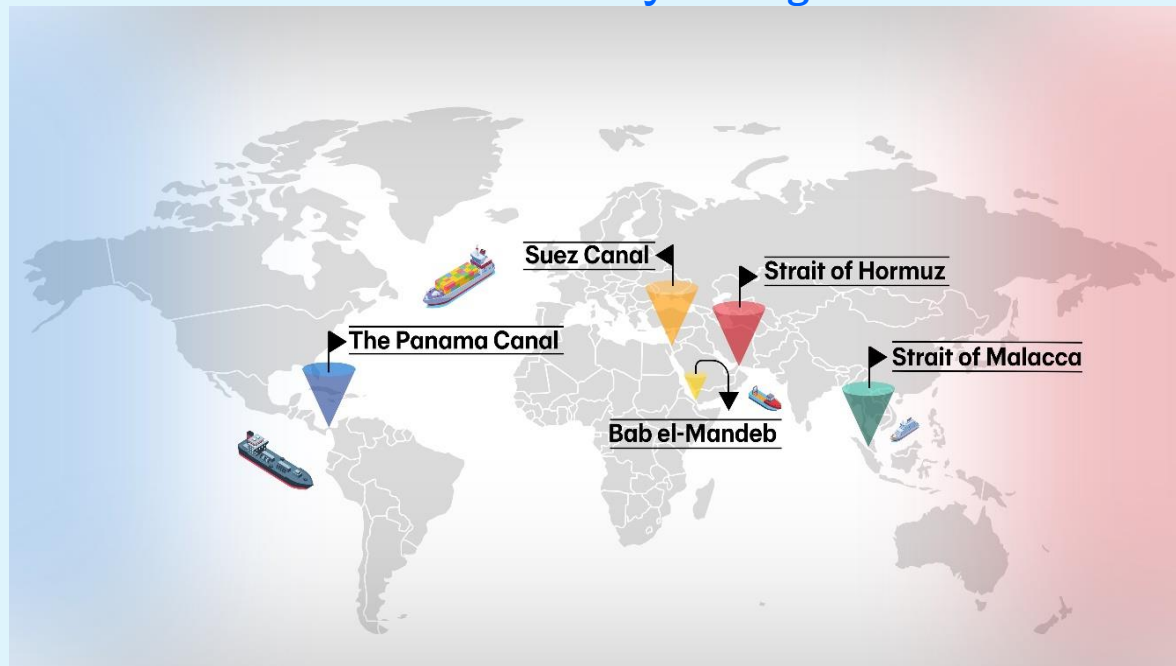 Suez Canal
Strait of Hormuz
The Panama Canal
Strait of Malacca
Bab el-Mandeb